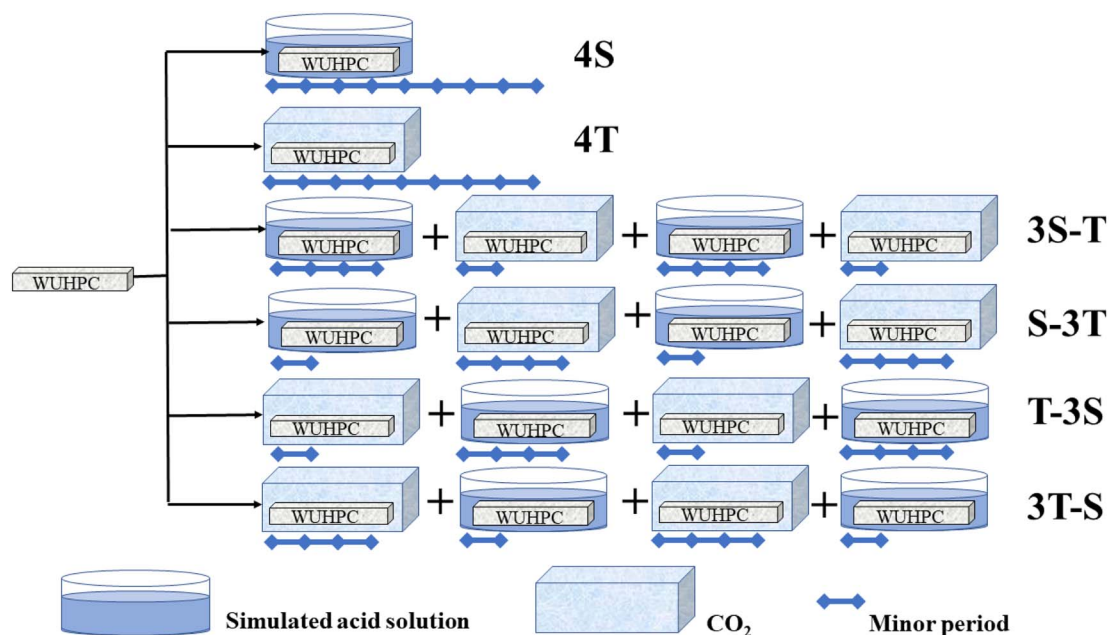 WUHPC
4S
WUHPC
4T
WUHPC + WUHPC + WUHPC + WUHPC
3S-T
WUHPC
WUHPC + WUHPC + WUHPC + WUHPC
S-3T
WUHPC + WUHPC + WUHPC + WUHPC
T-3S
WUHPC + WUHPC + WUHPC + WUHPC
3T-S
Simulated acid solution
CO₂
Minor period